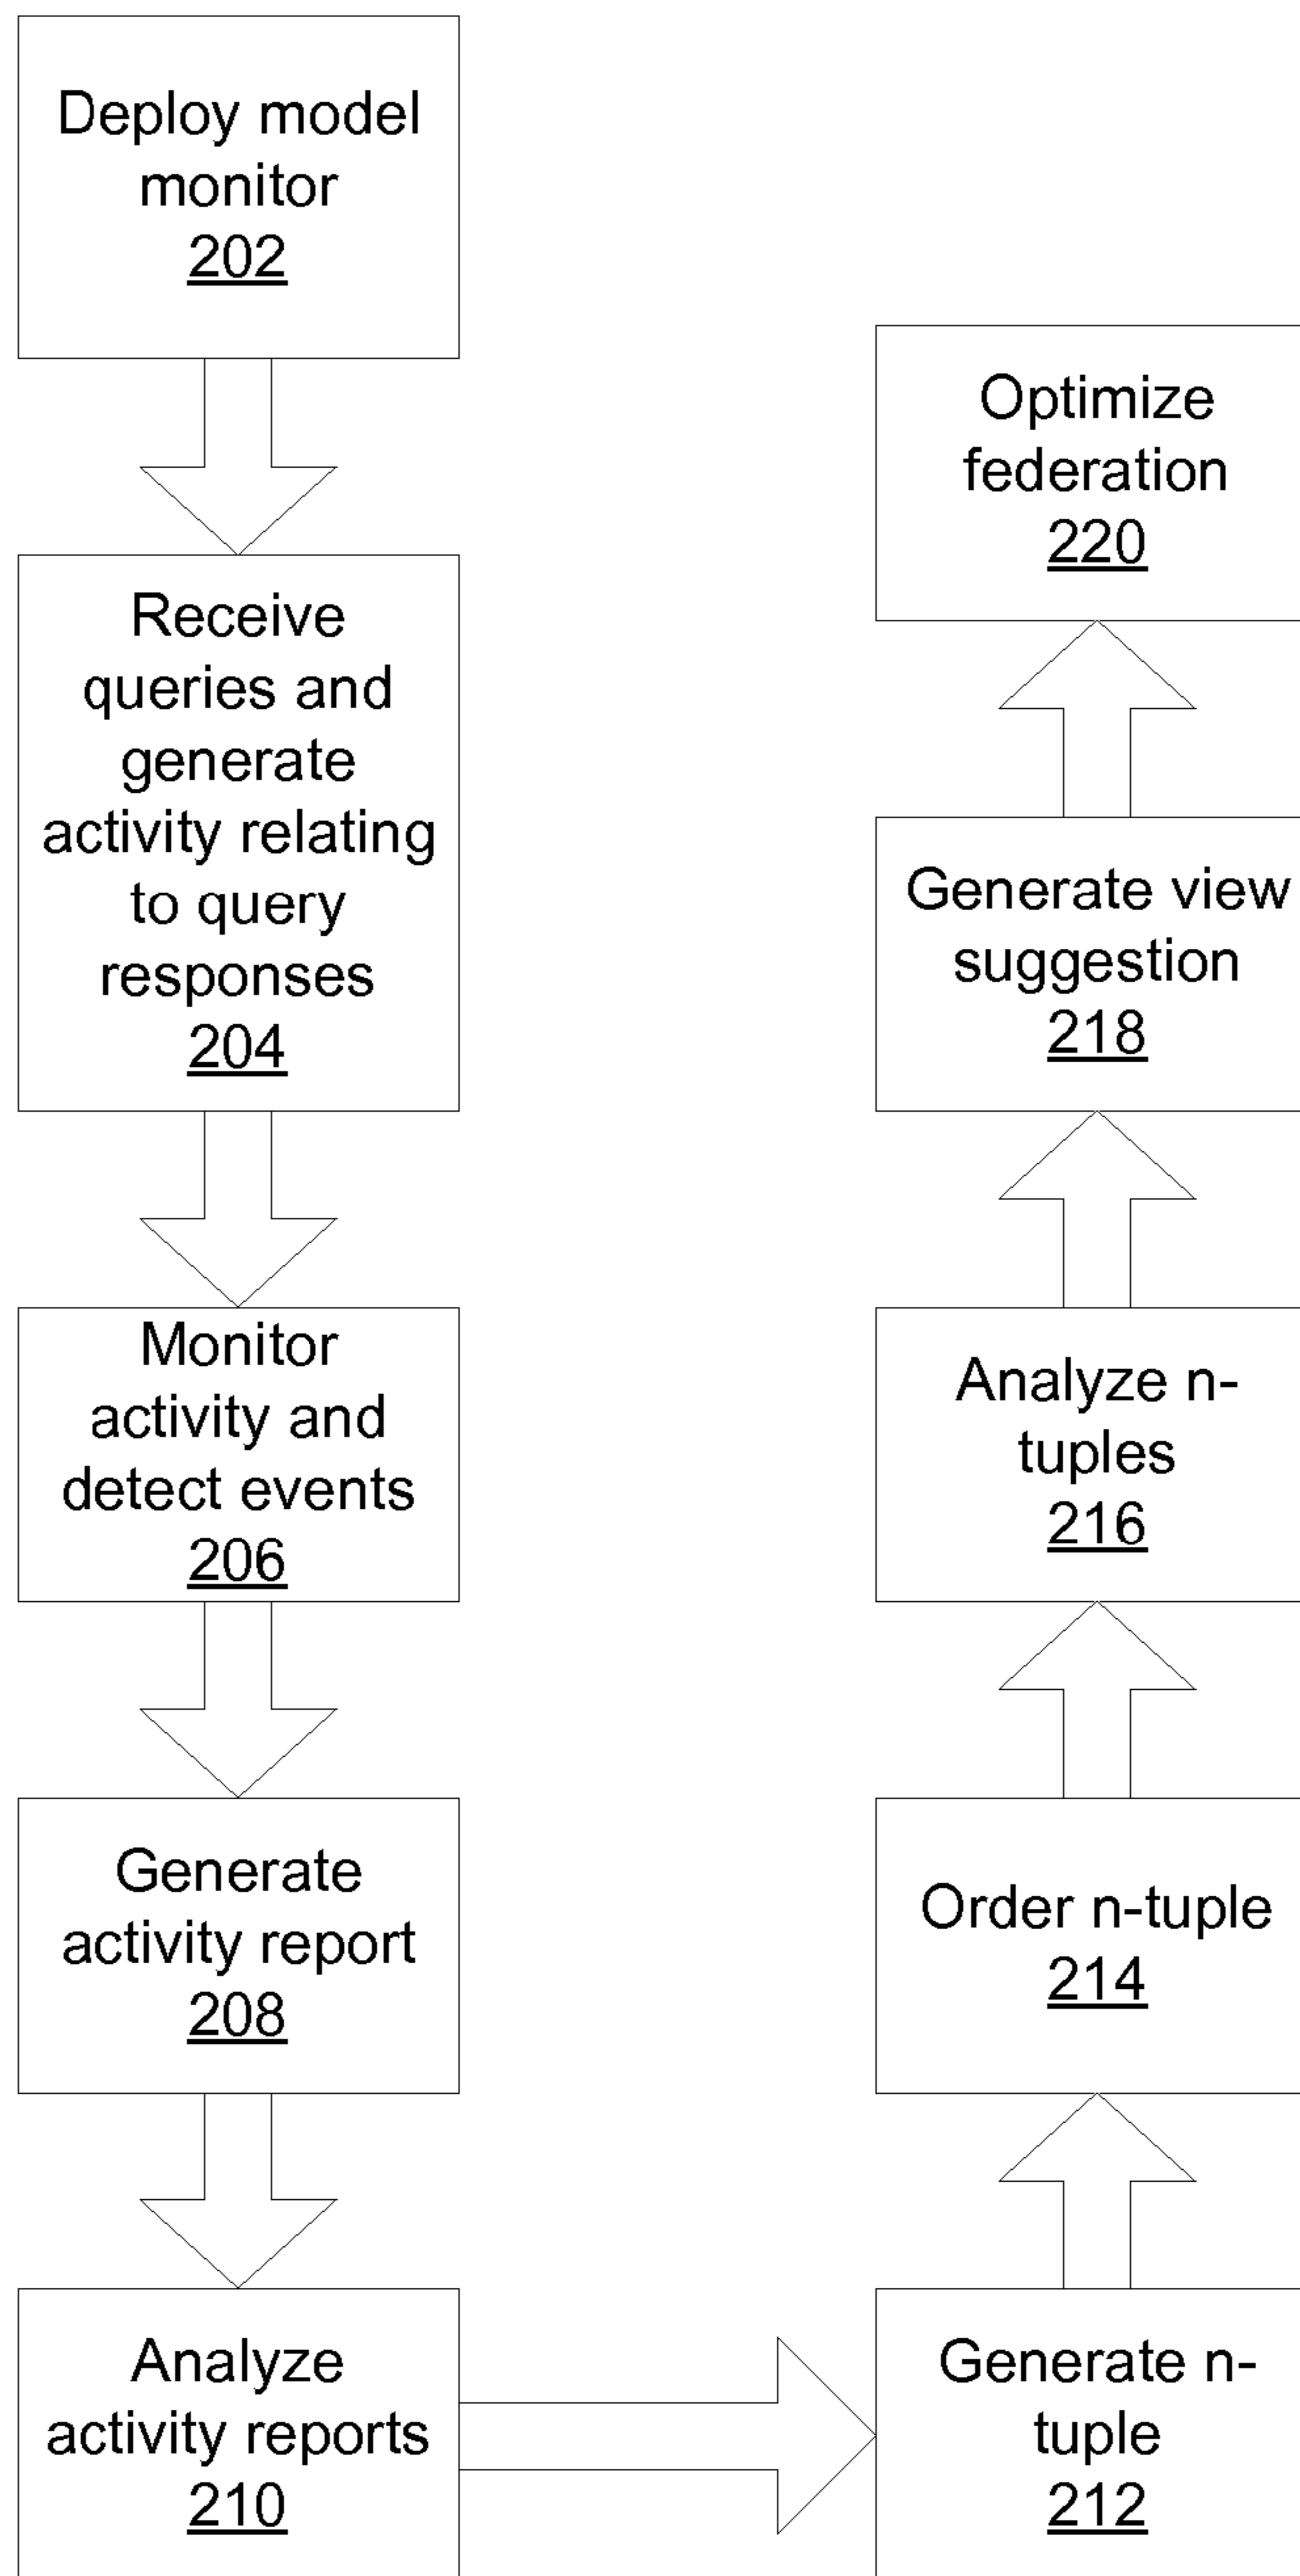 Deploy model
monitor
202
Receive
queries and
generate
activity relating
to query
responses
204
Monitor
activity and
detect events
206
Generate
activity report
208
Analyze
activity reports
210
Generate n-
tuple
212
Order n-tuple
214
Analyze n-
tuples
216
Generate view
suggestion
218
Optimize
federation
220